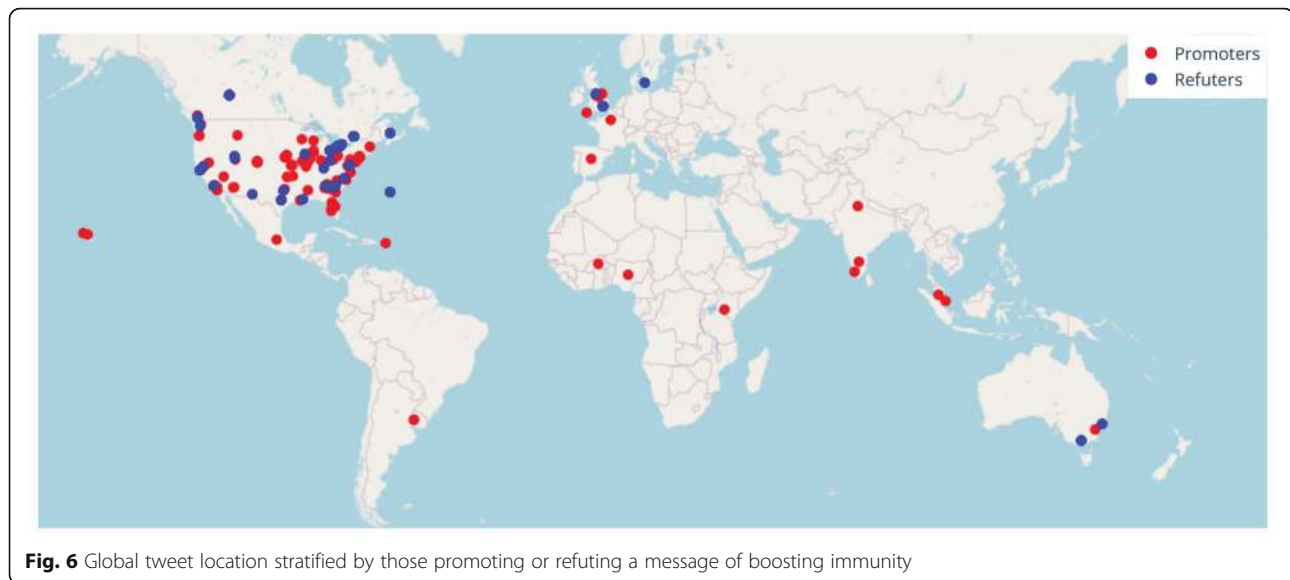 Promoters
Refuters
Fig. 6 Global tweet location stratified by those promoting or refuting a message of boosting immunity